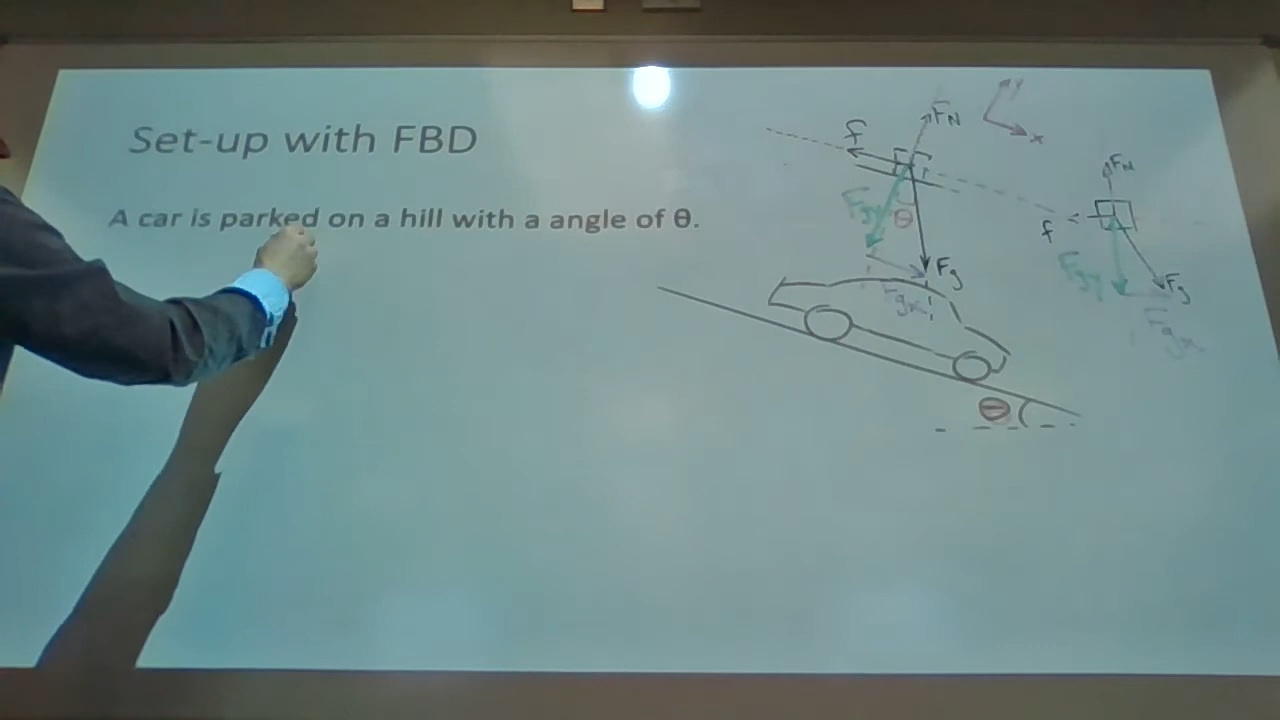 Set-up with FBD
A car is parked on a hill with a angle of θ.
y
x
FN
f
Fgy
θ
Fg
Fgx
FN
f
Fgy
Fg
Fgx
θ